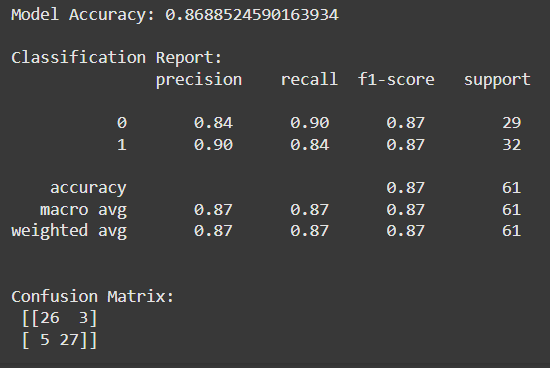 Model Accuracy: 0.8688524590163934
Classification Report:
precision recall f1-score support
0 0.84 0.90 0.87 29
1 0.90 0.84 0.87 32
accuracy 0.87 61
macro avg 0.87 0.87 0.87 61
weighted avg 0.87 0.87 0.87 61
Confusion Matrix:
[[26 3]
[ 5 27]]